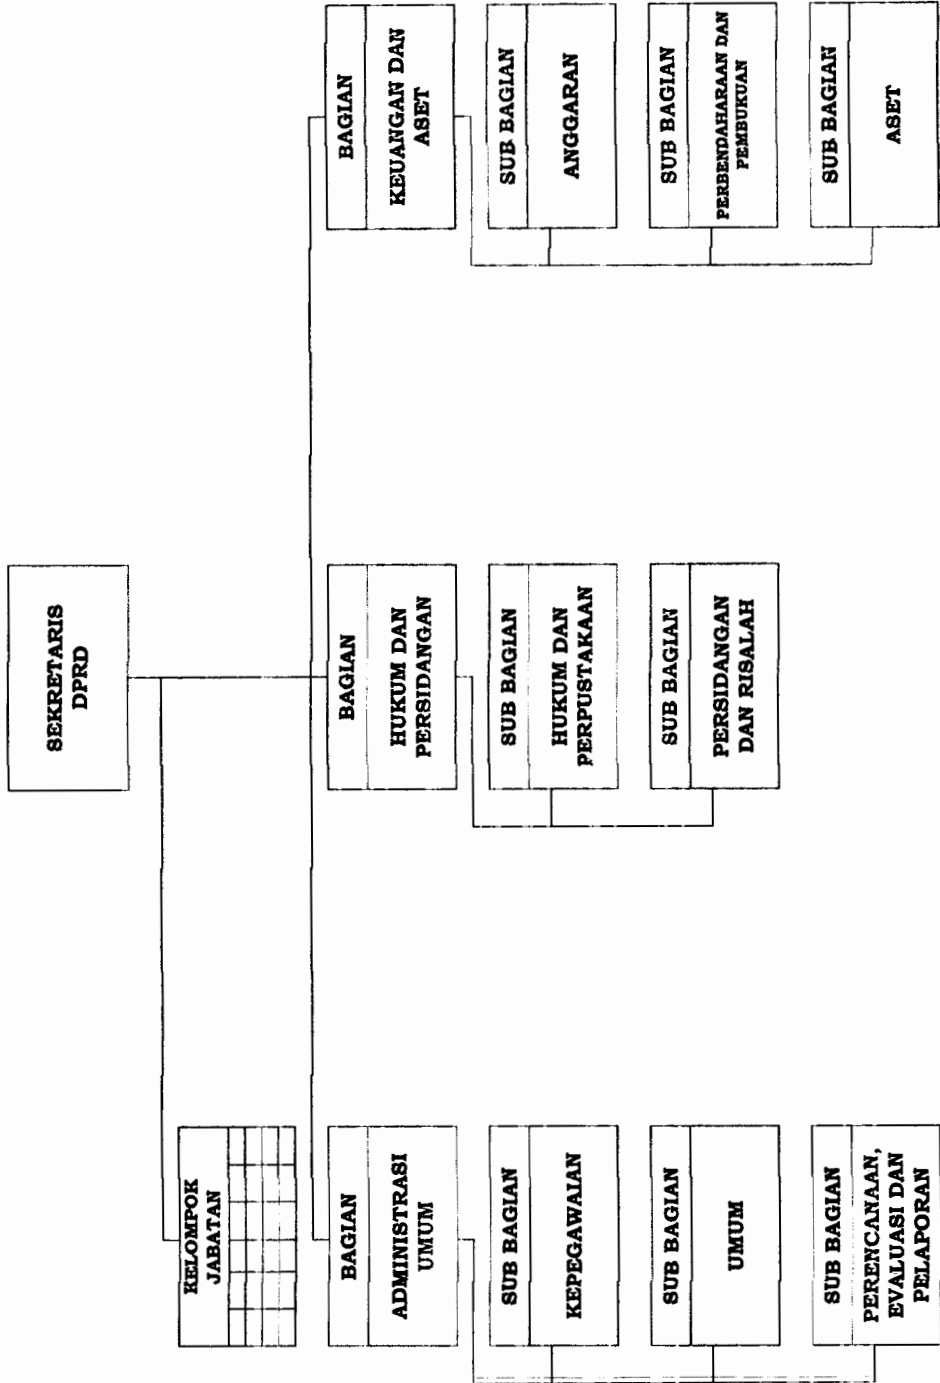 SEKRETARIS
DPRD
KELOMPOK
JABATAN
BAGIAN
ADMINISTRASI
UMUM
SUB BAGIAN
KEPEGAWAIAN
SUB BAGIAN
UMUM
SUB BAGIAN
PERENCANAAN,
EVALUASI DAN
PELAPORAN
BAGIAN
HUKUM DAN
PERSIDANGAN
SUB BAGIAN
HUKUM DAN
PERPUSTAKAAN
SUB BAGIAN
PERSIDANGAN
DAN RISALAH
BAGIAN
KEUANGAN DAN
ASET
SUB BAGIAN
ANGGARAN
SUB BAGIAN
PERBENDAHARAAN DAN
PEMBUKUAN
SUB BAGIAN
ASET